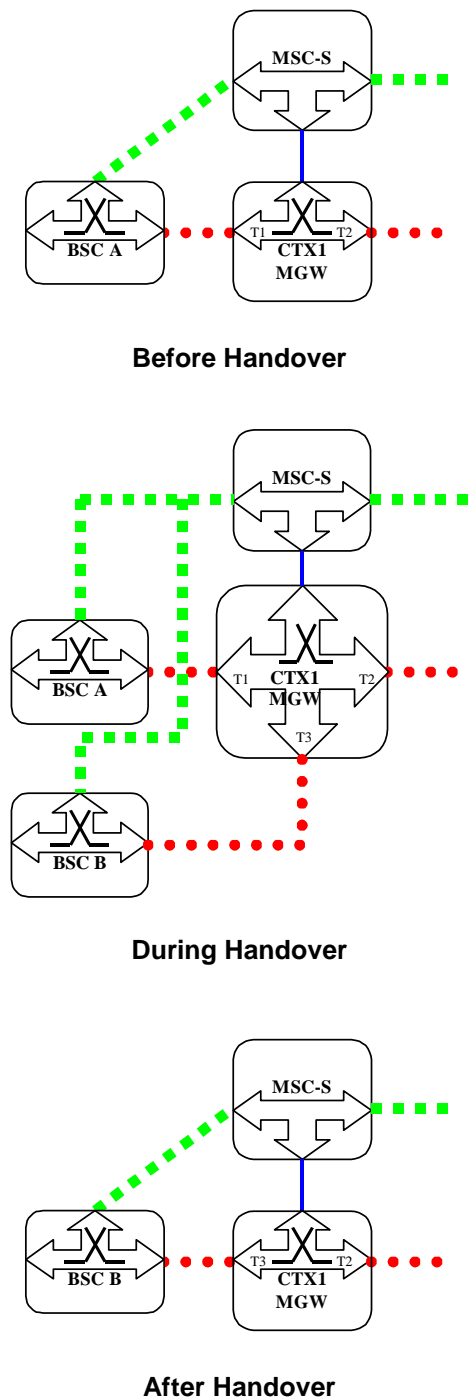 MSC-S
BSC A
T1
T2
CTX1
MGW
Before Handover
MSC-S
BSC A
T1
CTX1
MGW
T2
T3
BSC B
During Handover
MSC-S
BSC B
T3
T2
CTX1
MGW
After Handover